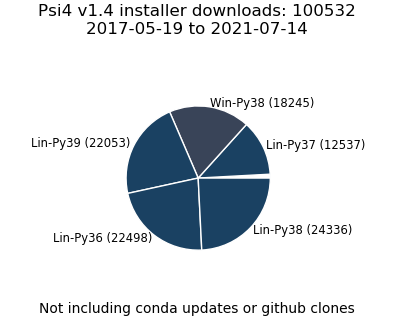 Psi4 v1.4 installer downloads: 100532
2017-05-19 to 2021-07-14
Win-Py38 (18245)
Lin-Py39 (22053)
Lin-Py37 (12537)
Lin-Py36 (22498)
Lin-Py38 (24336)
Not including conda updates or github clones